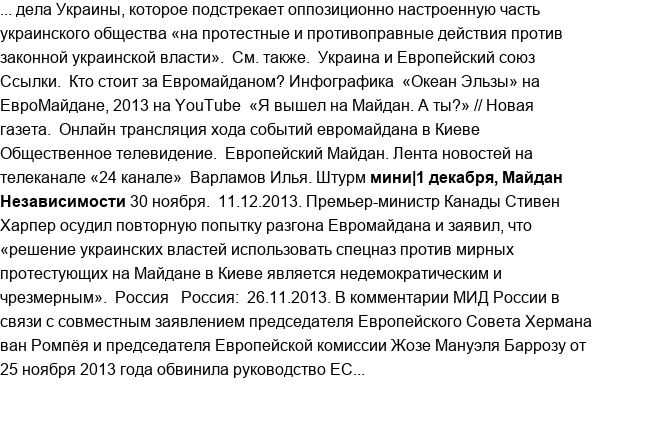 ... дела Украины, которое подстрекает оппозиционно настроенную часть
украинского общества «на протестные и противоправные действия против
законной украинской власти».  См. также.  Украина и Европейский союз
Ссылки.  Кто стоит за Евромайданом? Инфографика  «Океан Эльзы» на
ЕвроМайдане, 2013 на YouTube  «Я вышел на Майдан. А ты?» // Новая
газета.  Онлайн трансляция хода событий евромайдана в Киеве
Общественное телевидение.  Европейский Майдан. Лента новостей на
телеканале «24 канале»  Варламов Илья. Штурм мини|1 декабря, Майдан
Независимости 30 ноября.  11.12.2013. Премьер-министр Канады Стивен
Харпер осудил повторную попытку разгона Евромайдана и заявил, что
«решение украинских властей использовать спецназ против мирных
протестующих на Майдане в Киеве является недемократическим и
чрезмерным».  Россия   Россия:  26.11.2013. В комментарии МИД России в
связи с совместным заявлением председателя Европейского Совета Хермана
ван Ромпёя и председателя Европейской комиссии Жозе Мануэля Баррозу от
25 ноября 2013 года обвинила руководство ЕС...